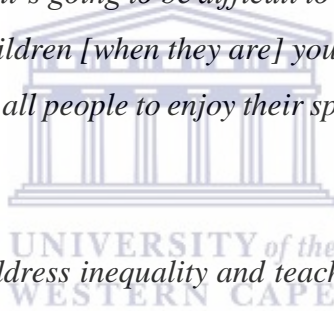 's going to be difficult to
ildren [when they are] you
all people to enjoy their sp
UNIVERSITY of the
ddress inequality and teach
WESTERN CAPE